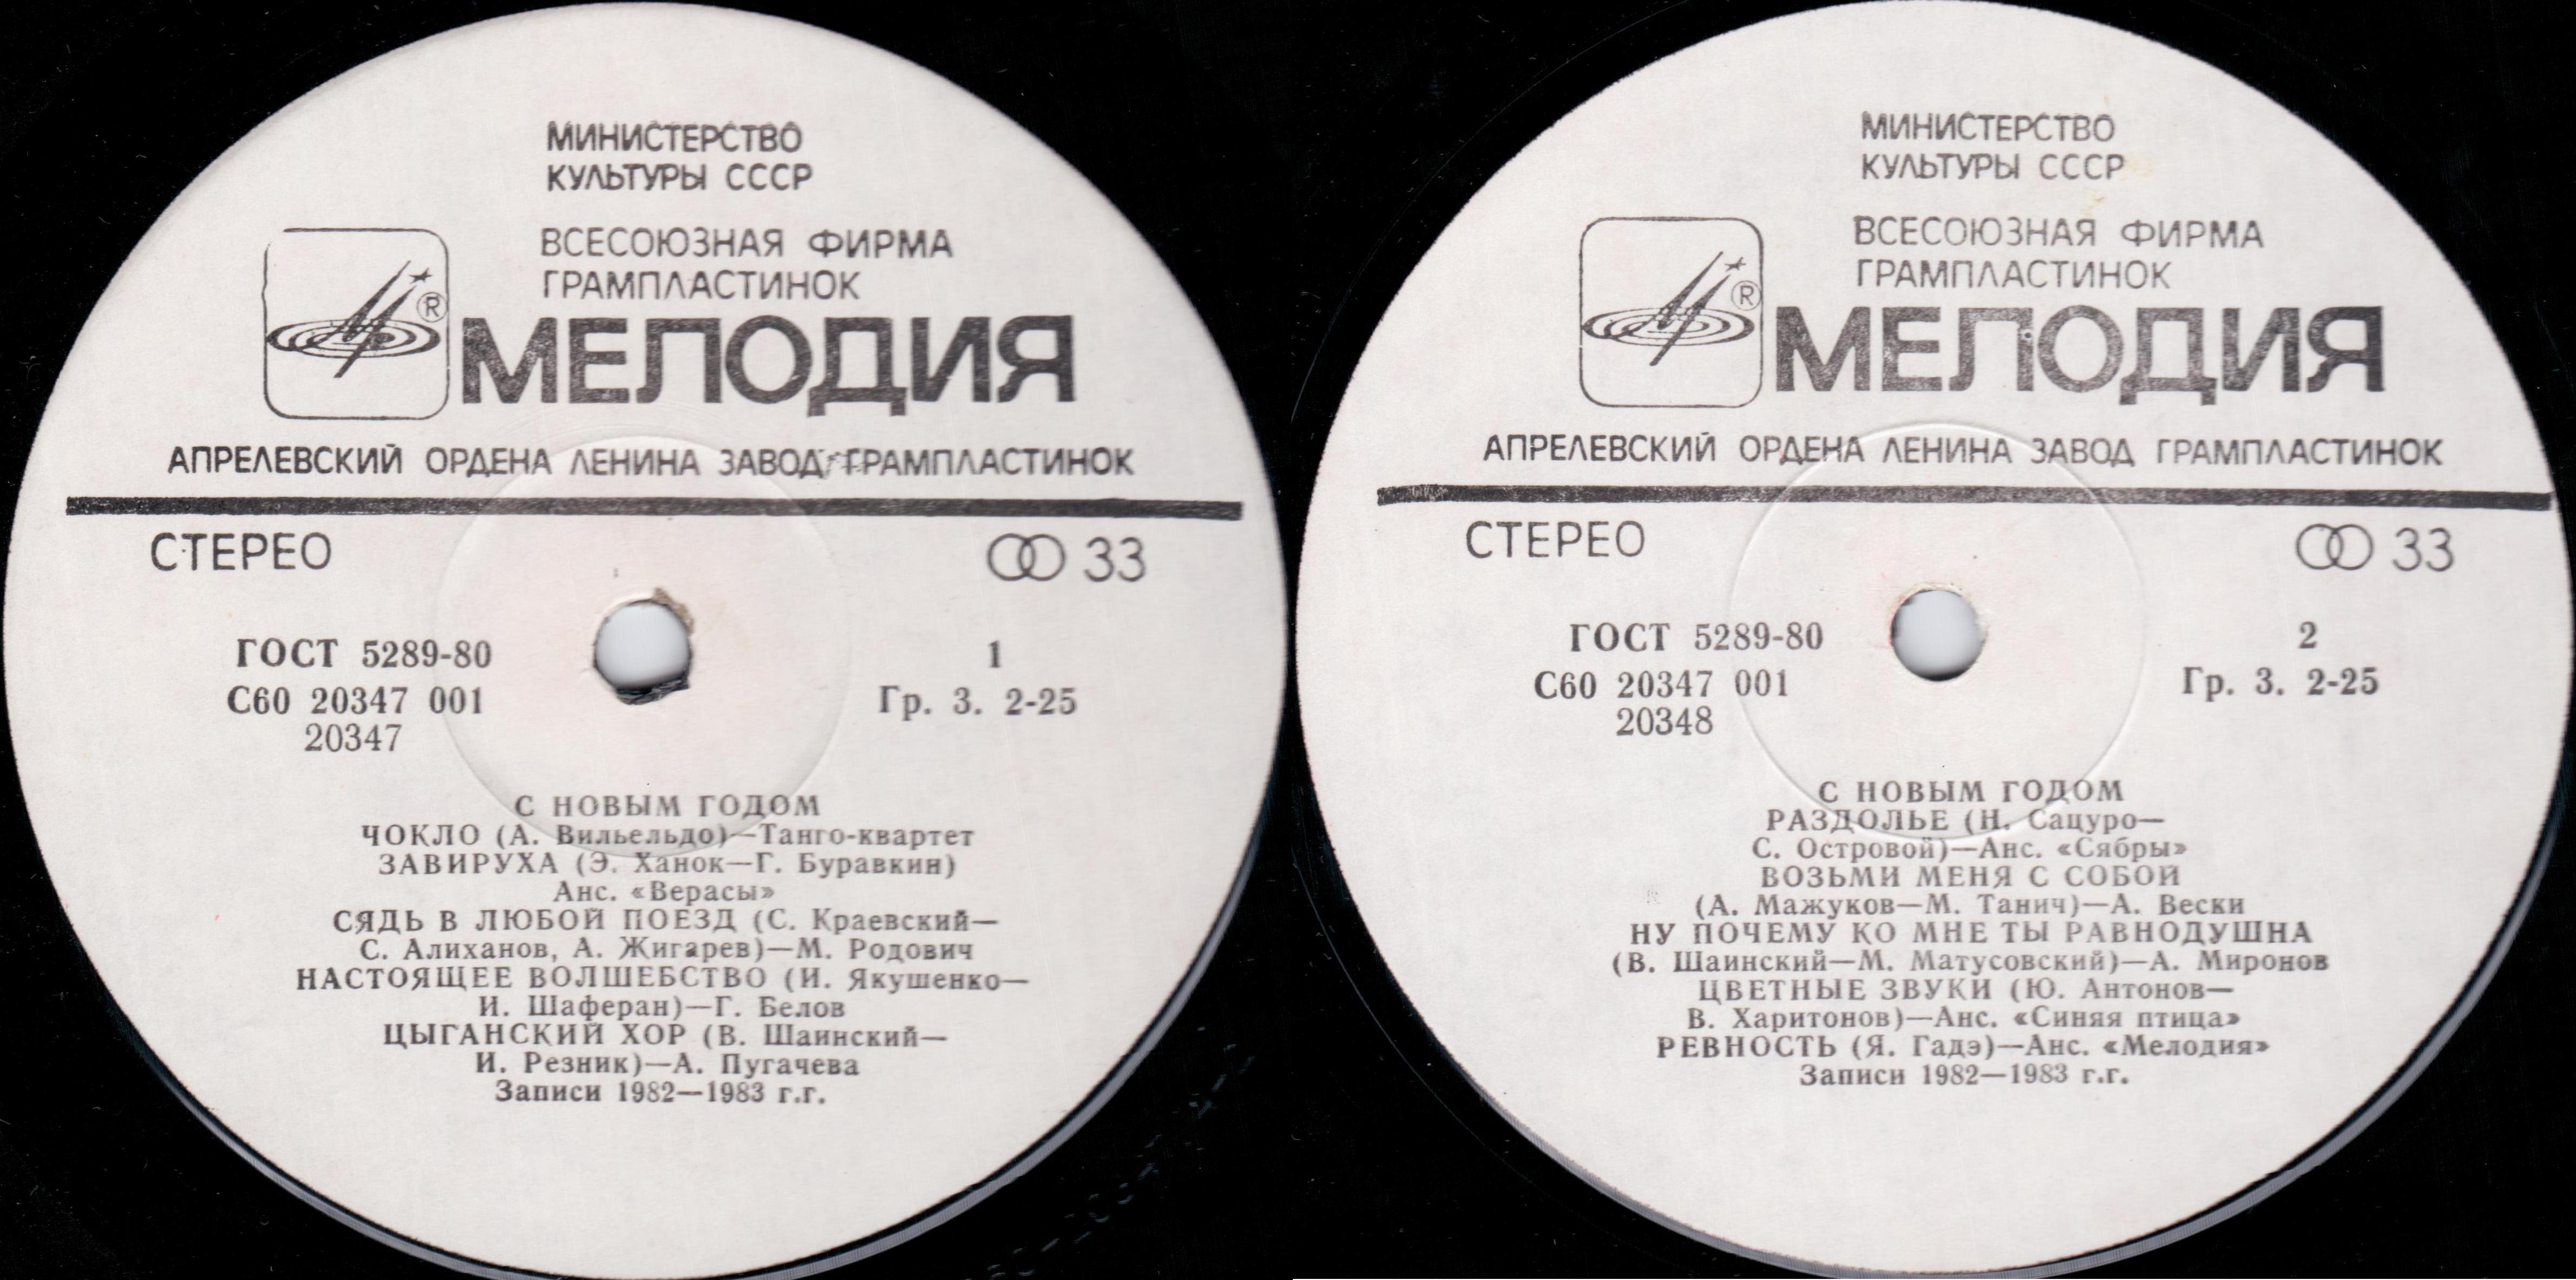 МИНИСТЕРСТВО
КУЛЬТУРЫ СССР
ВСЕСОЮЗНАЯ ФИРМА
ГРАМПЛАСТИНОК
®
МЕЛОДИЯ
АПРЕЛЕВСКИЙ ОРДЕНА ЛЕНИНА ЗАВОД ГРАМПЛАСТИНОК
СТЕРЕО
33
ГОСТ 5289-80
1
С60 20347 001
Гр. 3. 2-25
20347
С НОВЫМ ГОДОМ
ЧОКЛО (А. Вильельдо)—Танго-квартет
ЗАВИРУХА (Э. Ханок—Г. Буравкин)
Анс. «Верасы»
СЯДЬ В ЛЮБОЙ ПОЕЗД (С. Краевский—
С. Алиханов, А. Жигарев)—М. Родович
НАСТОЯЩЕЕ ВОЛШЕБСТВО (И. Якушенко—
И. Шаферан)—Г. Белов
ЦЫГАНСКИЙ ХОР (В. Шаинский—
И. Резник)—А. Пугачева
Записи 1982—1983 г.г.
МИНИСТЕРСТВО
КУЛЬТУРЫ СССР
ВСЕСОЮЗНАЯ ФИРМА
ГРАМПЛАСТИНОК
®
МЕЛОДИЯ
АПРЕЛЕВСКИЙ ОРДЕНА ЛЕНИНА ЗАВОД ГРАМПЛАСТИНОК
СТЕРЕО
33
ГОСТ 5289-80
2
С60 20347 001
Гр. 3. 2-25
20348
С НОВЫМ ГОДОМ
РАЗДОЛЬЕ (Н. Сацуро—
С. Островой)—Анс. «Сябры»
ВОЗЬМИ МЕНЯ С СОБОЙ
(А. Мажуков—М. Танич)—А. Вески
НУ ПОЧЕМУ КО МНЕ ТЫ РАВНОДУШНА
(В. Шаинский—М. Матусовский)—А. Миронов
ЦВЕТНЫЕ ЗВУКИ (Ю. Антонов—
В. Харитонов)—Анс. «Синяя птица»
РЕВНОСТЬ (Я. Гадэ)—Анс. «Мелодия»
Записи 1982—1983 г.г.